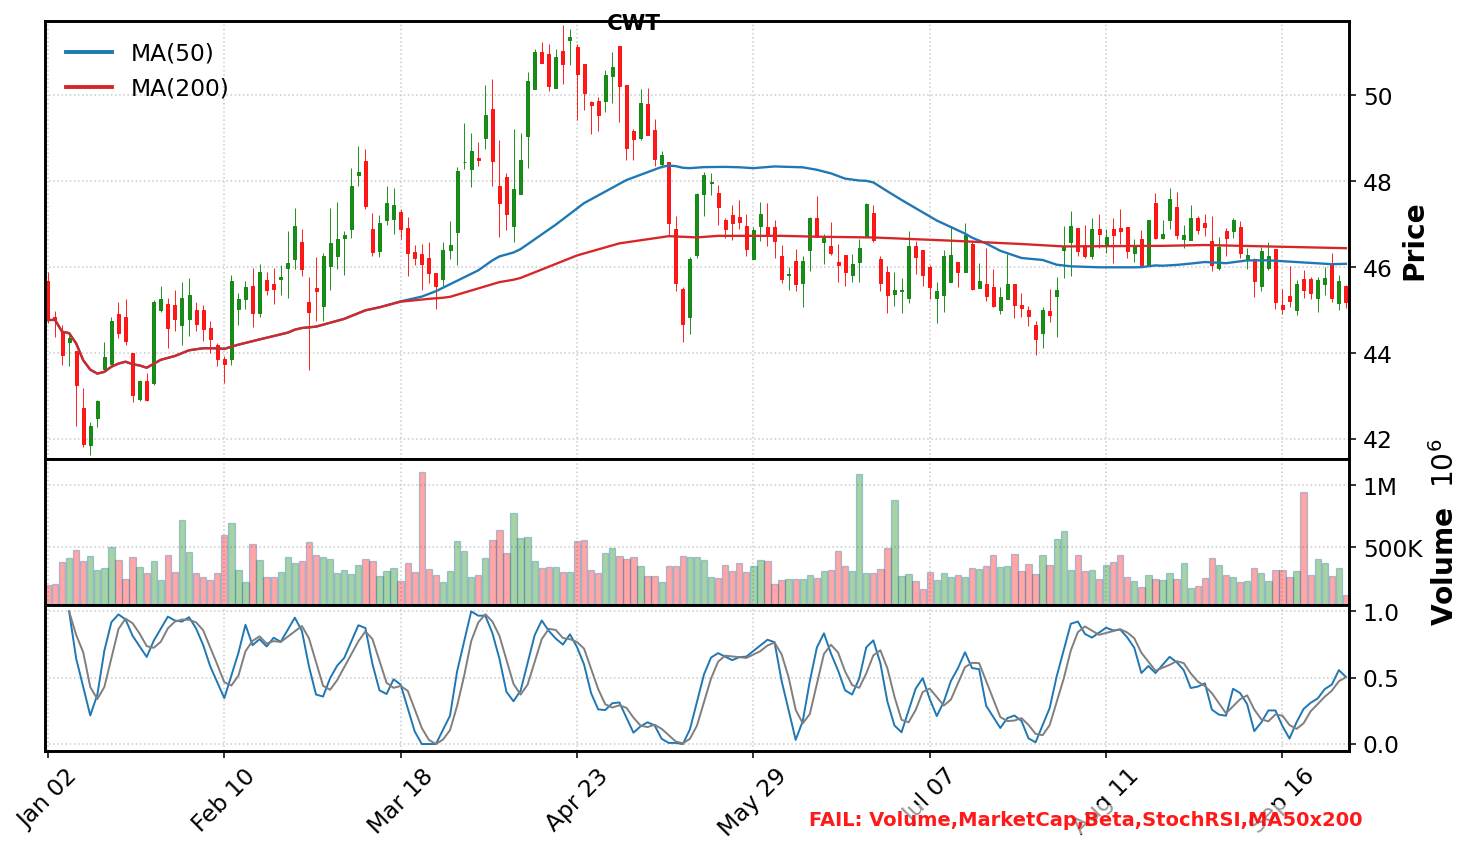 CWT
MA(50)
MA(200)
50
48
46
44
42
Price
10⁶
1M
500K
Volume
1.0
0.5
0.0
Jan 02
Feb 10
Mar 18
Apr 23
May 29
Jul 07
Aug 11
Sep 16
FAIL: Volume,MarketCap,Beta,StochRSI,MA50x200